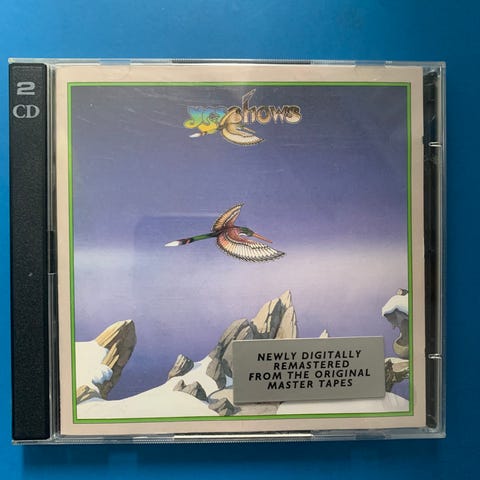 2
CD
yesshows
NEWLY DIGITALLY
REMASTERED
FROM THE ORIGINAL
MASTER TAPES